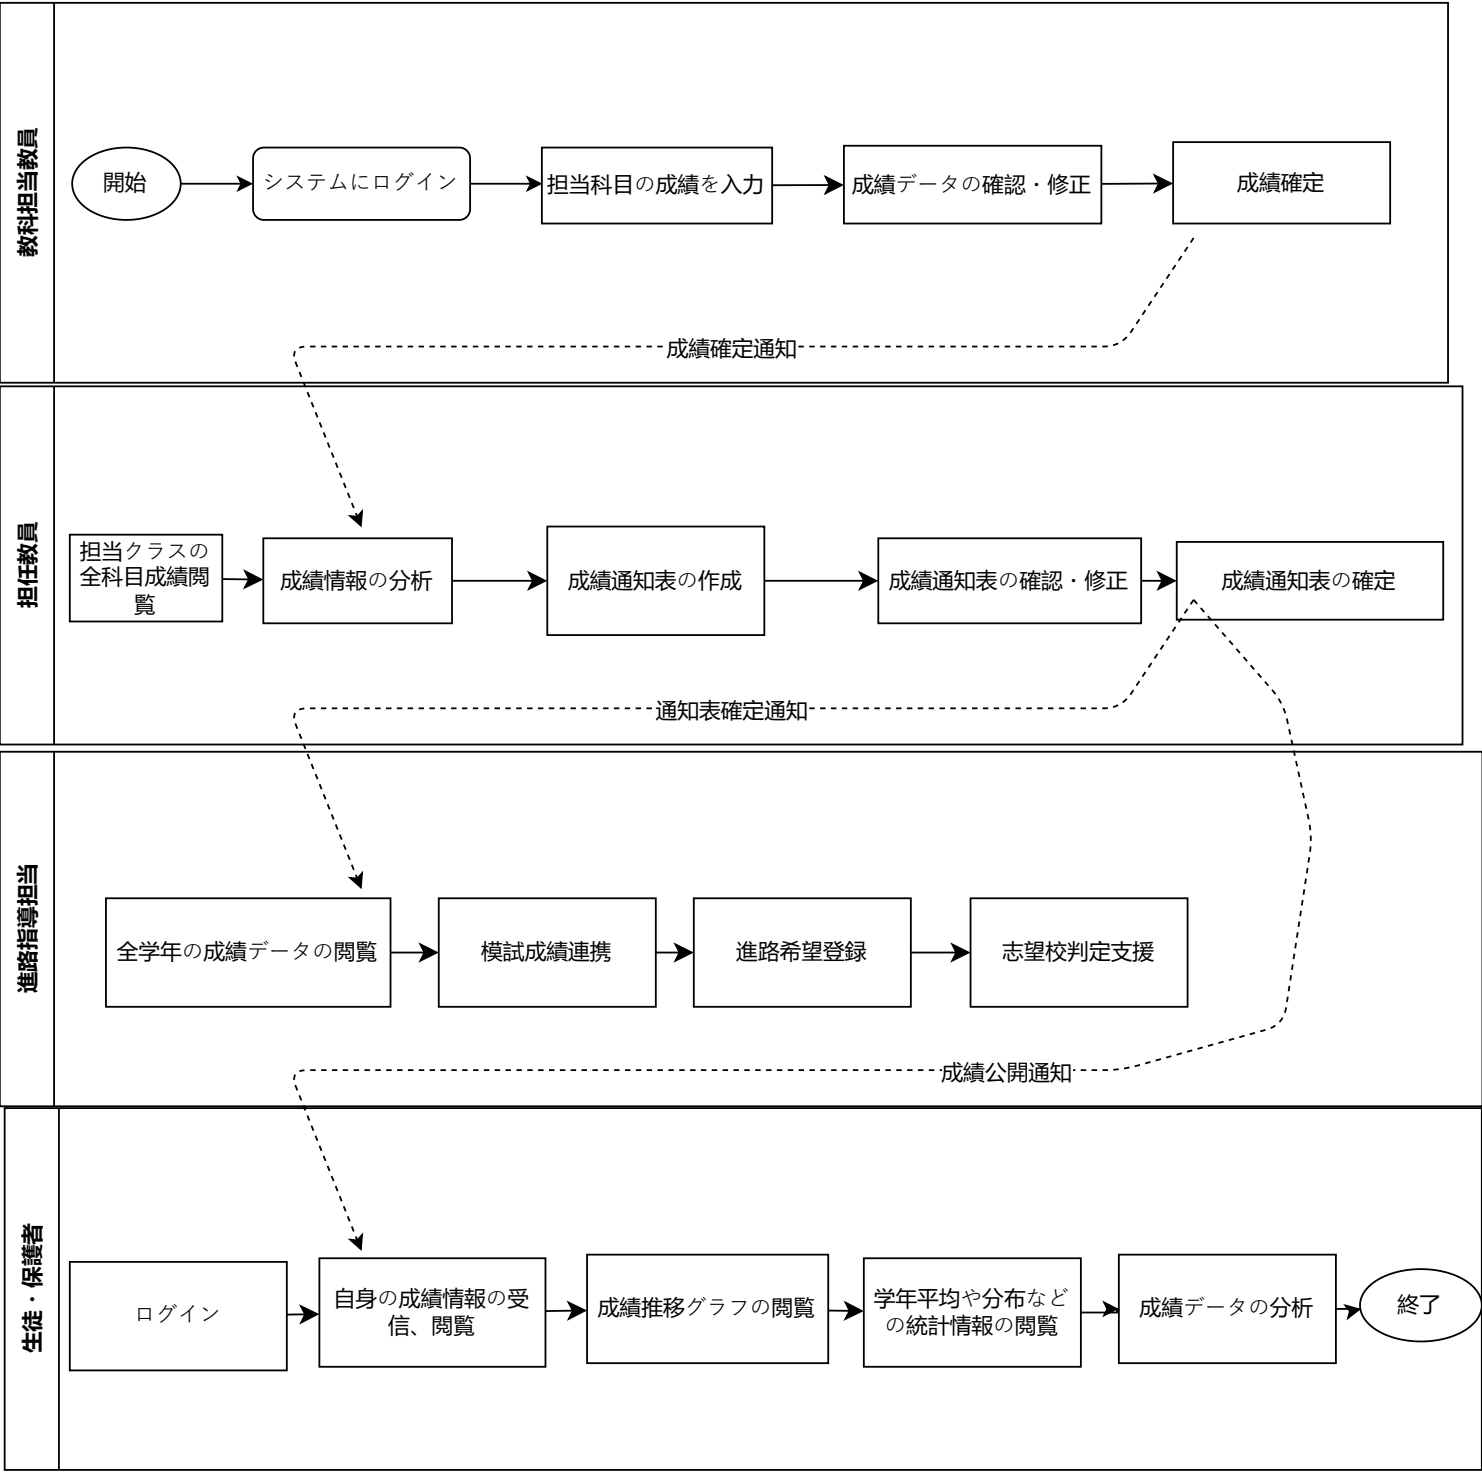 教科担当教員
開始
システムにログイン
担当科目の成績を入力
成績データの確認・修正
成績確定
成績確定通知
担任教員
担当クラスの
全科目成績閲
覧
成績情報の分析
成績通知表の作成
成績通知表の確認・修正
成績通知表の確定
通知表確定通知
進路指導担当
全学年の成績データの閲覧
模試成績連携
進路希望登録
志望校判定支援
成績公開通知
生徒・保護者
ログイン
自身の成績情報の受
信、閲覧
成績推移グラフの閲覧
学年平均や分布など
の統計情報の閲覧
成績データの分析
終了